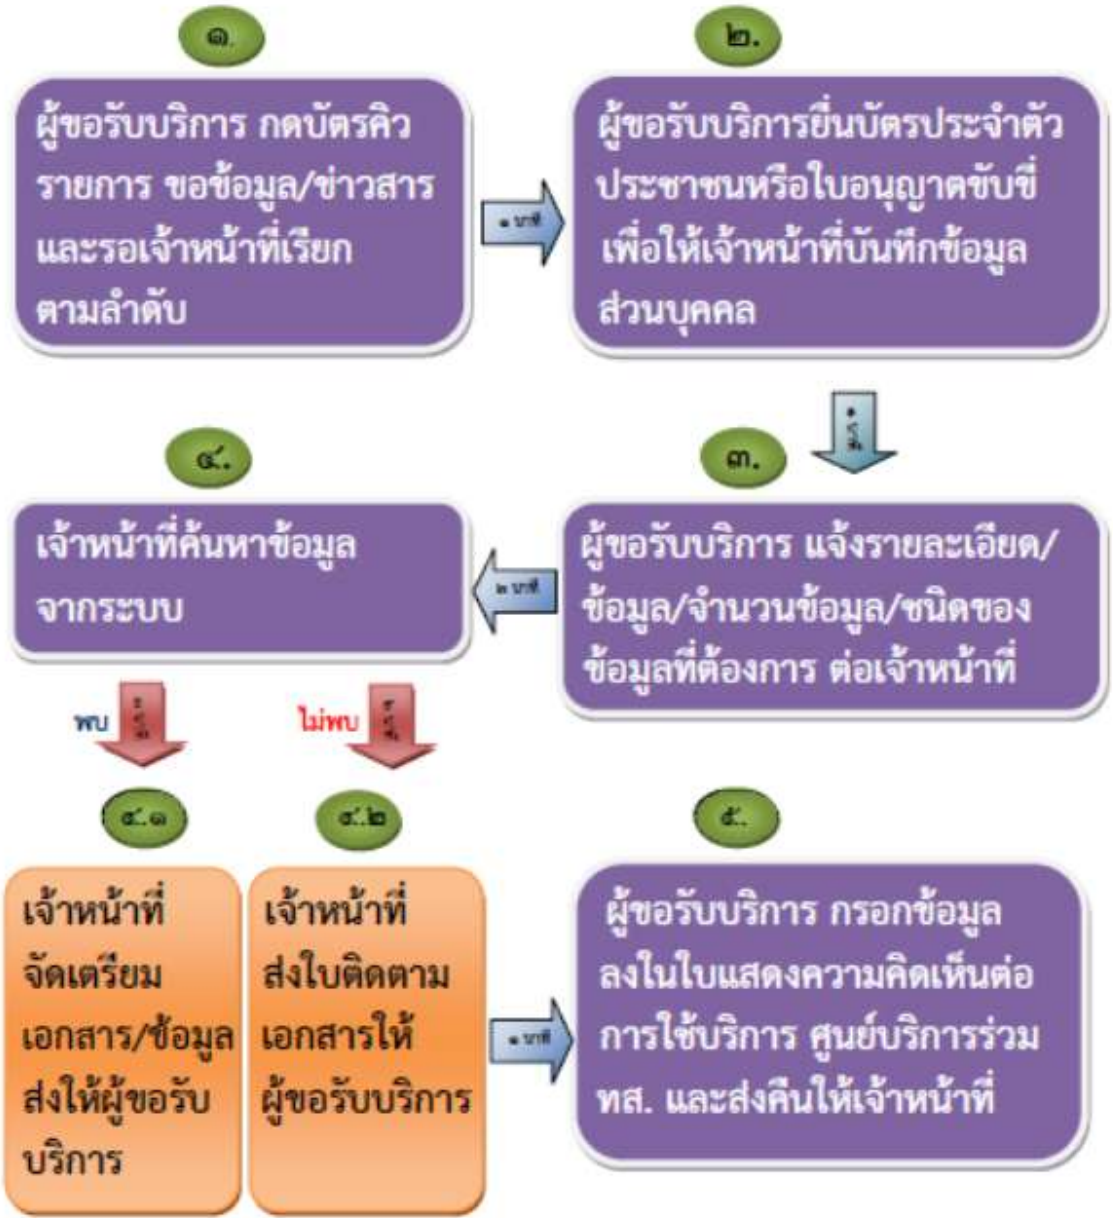 ๑.
ผู้ขอรับบริการ กดบัตรคิว
รายการ ขอข้อมูล/ข่าวสาร
และรอเจ้าหน้าที่เรียก
ตามลำดับ
๑ นาที
๒.
ผู้ขอรับบริการยื่นบัตรประจำตัว
ประชาชนหรือใบอนุญาตขับขี่
เพื่อให้เจ้าหน้าที่บันทึกข้อมูล
ส่วนบุคคล
๑ นาที
๓.
ผู้ขอรับบริการ แจ้งรายละเอียด/
ข้อมูล/จำนวนข้อมูล/ชนิดของ
ข้อมูลที่ต้องการ ต่อเจ้าหน้าที่
๒ นาที
๔.
เจ้าหน้าที่ค้นหาข้อมูล
จากระบบ
พบ
ไม่พบ
๔.๑
เจ้าหน้าที่
จัดเตรียม
เอกสาร/ข้อมูล
ส่งให้ผู้ขอรับ
บริการ
๔.๒
เจ้าหน้าที่
ส่งใบติดตาม
เอกสารให้
ผู้ขอรับบริการ
๑ นาที
๕.
ผู้ขอรับบริการ กรอกข้อมูล
ลงในใบแสดงความคิดเห็นต่อ
การใช้บริการ ศูนย์บริการร่วม
ทส. และส่งคืนให้เจ้าหน้าที่